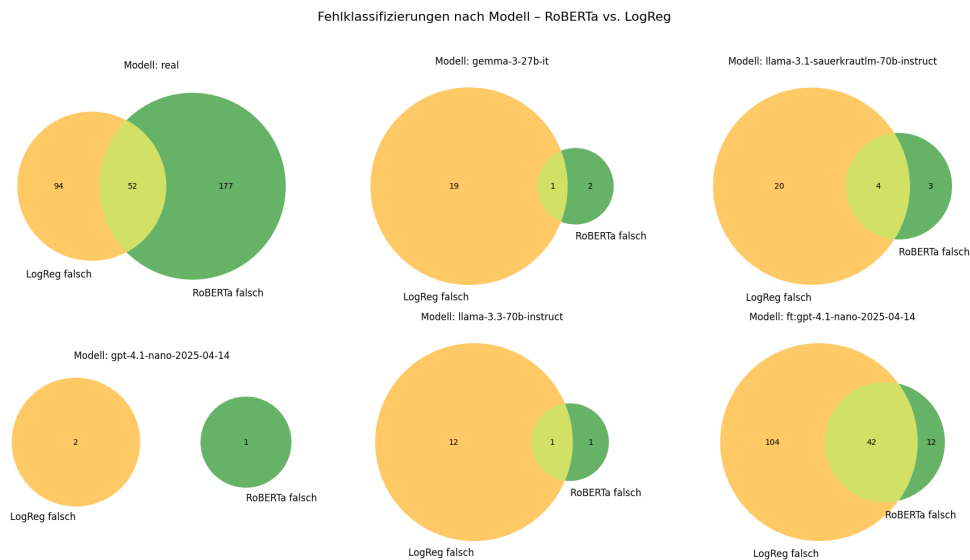 Fehlklassifizierungen nach Modell – RoBERTa vs. LogReg
Modell: real
94
52
177
LogReg falsch
RoBERTa falsch
Modell: gemma-3-27b-it
19
1
2
RoBERTa falsch
LogReg falsch
Modell: llama-3.1-sauerkrautlm-70b-instruct
20
4
3
RoBERTa falsch
LogReg falsch
Modell: gpt-4.1-nano-2025-04-14
2
1
RoBERTa falsch
LogReg falsch
Modell: llama-3.3-70b-instruct
12
1
1
RoBERTa falsch
LogReg falsch
Modell: ft:gpt-4.1-nano-2025-04-14
104
42
12
RoBERTa falsch
LogReg falsch